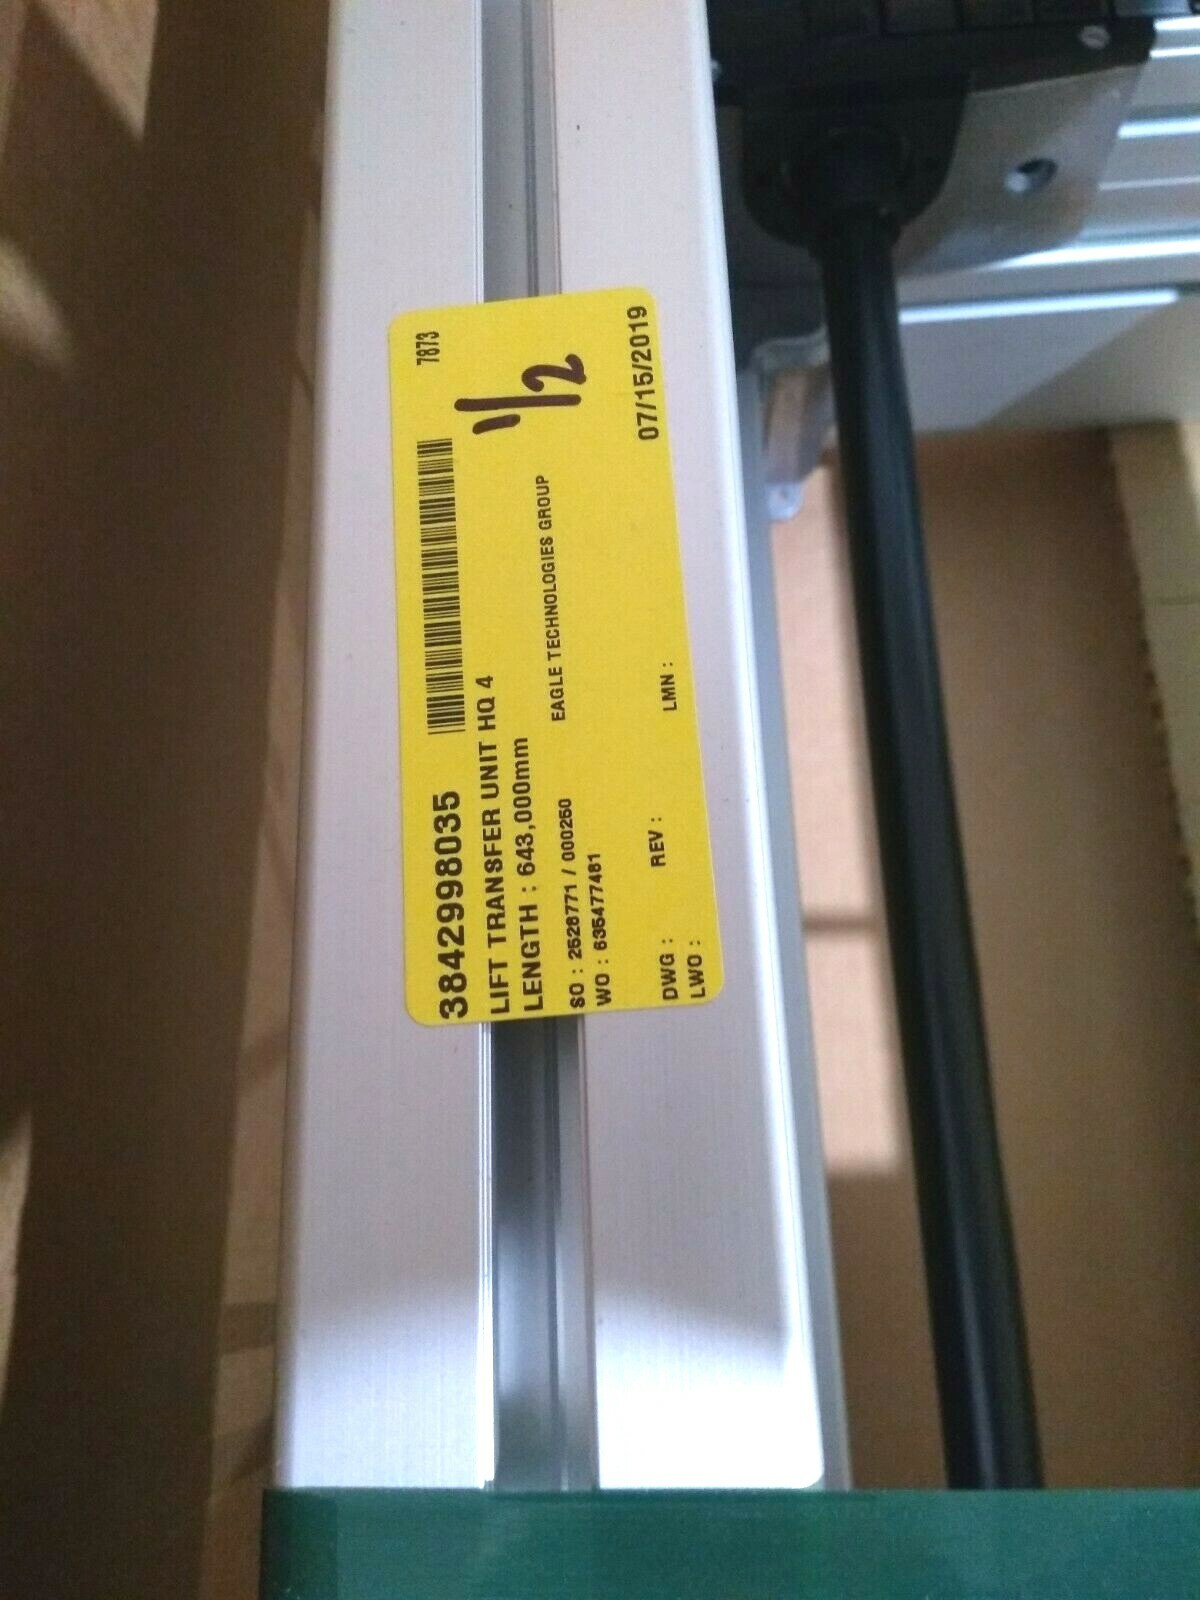 3842998035
7873
LIFT TRANSFER UNIT HQ 4
1/2
LENGTH : 643,000mm
EAGLE TECHNOLOGIES GROUP
SO : 2528771 / 000250
WO : 635477481
07/15/2019
DWG : REV : LMN :
LWO :